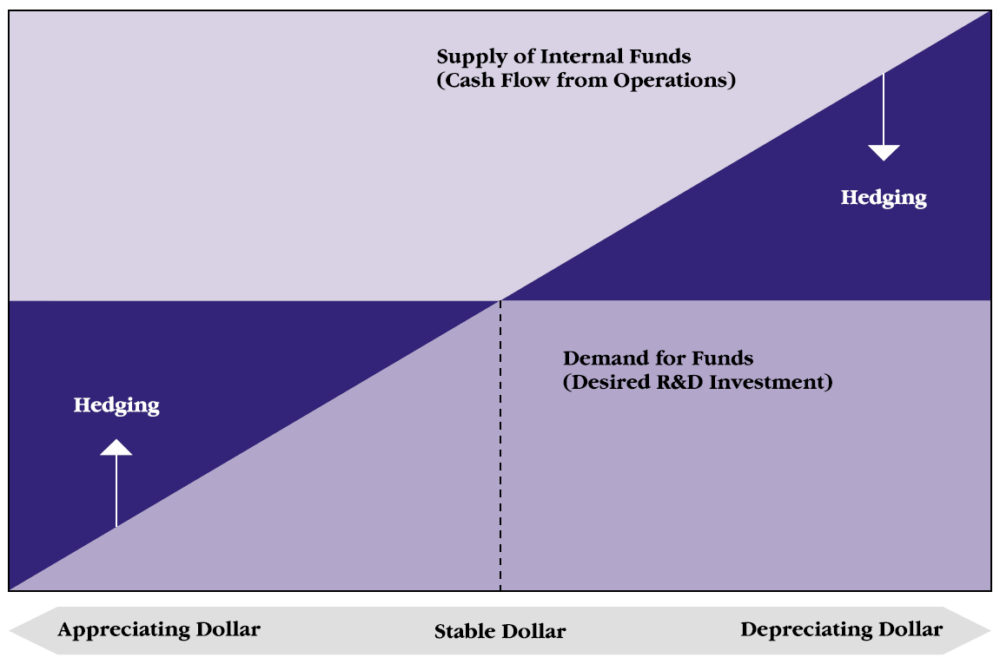 Supply of Internal Funds
(Cash Flow from Operations)
Hedging
Demand for Funds
(Desired R&D Investment)
Hedging
Appreciating Dollar
Stable Dollar
Depreciating Dollar